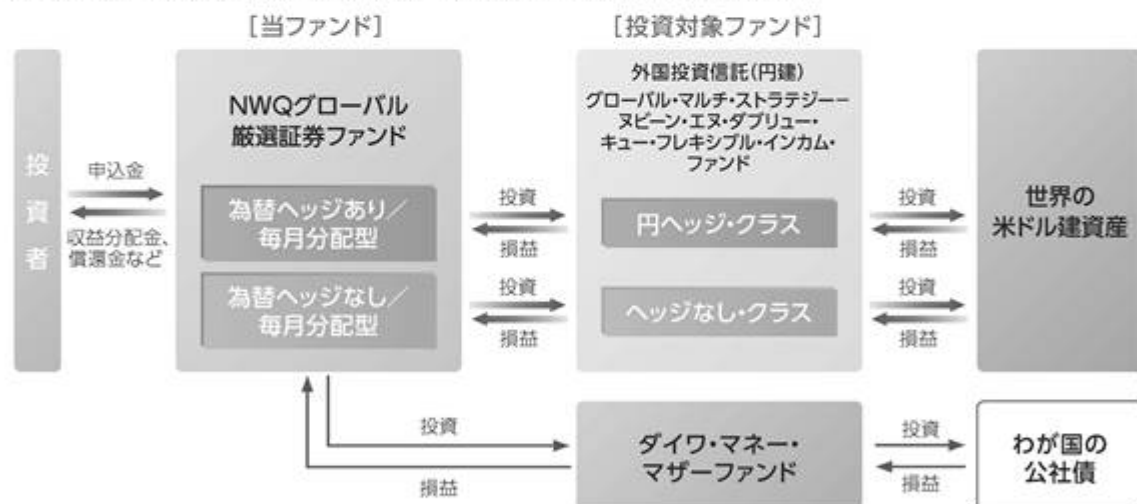 [当ファンド]
[投資対象ファンド]
投資者
申込金
収益分配金、
償還金など
NWQグローバル
厳選証券ファンド
為替ヘッジあり／
毎月分配型
為替ヘッジなし／
毎月分配型
投資
損益
投資
損益
外国投資信託(円建)
グローバル・マルチ・ストラテジー－
ヌビーン・エヌ・ダブリュー・
キュー・フレキシブル・インカム・
ファンド
円ヘッジ・クラス
ヘッジなし・クラス
投資
損益
投資
損益
世界の
米ドル建資産
投資
損益
ダイワ・マネー・
マザーファンド
投資
損益
わが国の
公社債